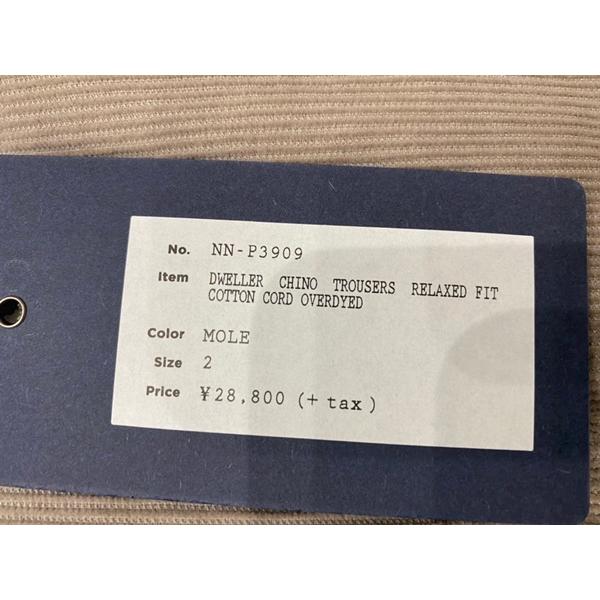 No. NN-P3909
Item DWELLER CHINO TROUSERS RELAXED FIT
COTTON CORD OVERDYED
Color MOLE
Size 2
Price ¥28,800 (+ tax)